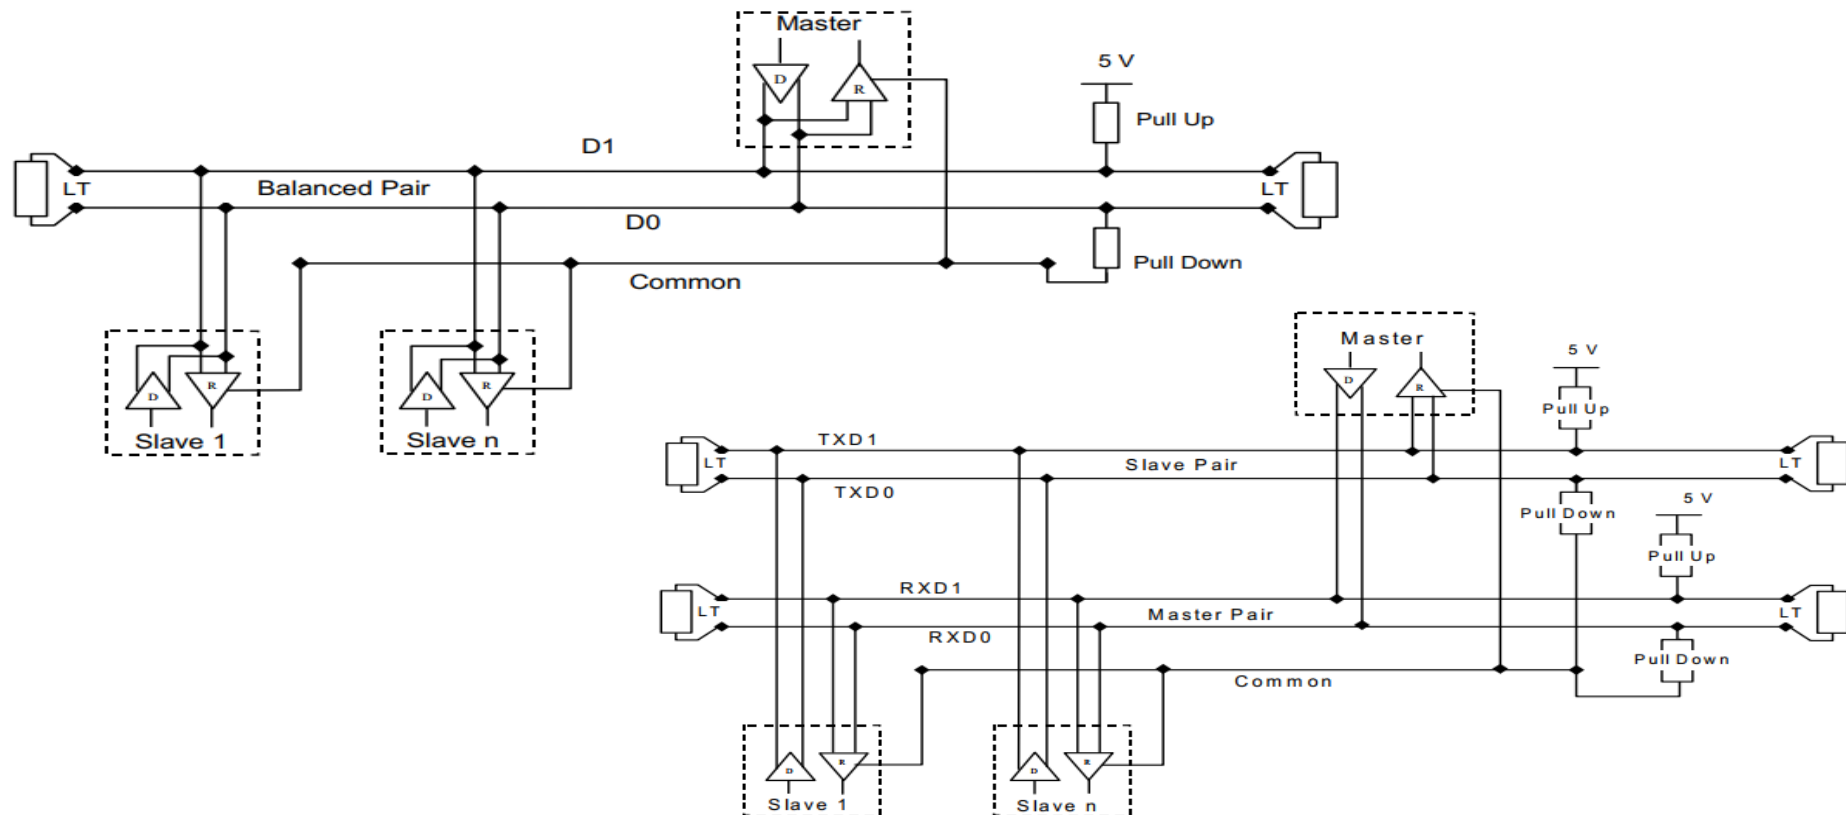 Master
D
R
5 V
Pull Up
D1
LT
Balanced Pair
LT
D0
Pull Down
Common
D
R
Slave 1
D
R
Slave n
Master
D
R
5 V
Pull Up
TXD1
LT
Slave Pair
LT
TXD0
5 V
Pull Down
Pull Up
RXD1
LT
Master Pair
LT
RXD0
Pull Down
Common
D
R
Slave 1
D
R
Slave n